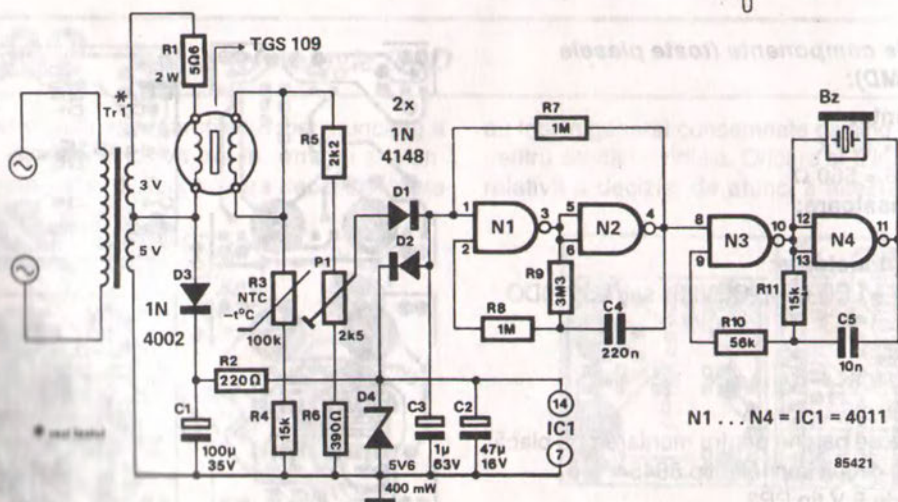 TGS 109
R1
5Ω6
2 W
*
Tr 1
3 V
5 V
R5
2k2
2x
1N
4148
D1
D2
R7
1M
1
2
N1
3
5
6
N2
4
8
9
N3
10
12
13
N4
11
Bz
D3
1N
4002
R3
NTC
–t°C
100k
P1
2k5
R8
1M
R9
3M3
C4
220n
R10
56k
R11
15k
C5
10n
R2
220Ω
C1
100µ
35V
R4
15k
R6
390Ω
D4
5V6
400 mW
C3
1µ
63V
C2
47µ
16V
14
IC1
7
N1 . . . N4 = IC1 = 4011
85421
* vezi textul